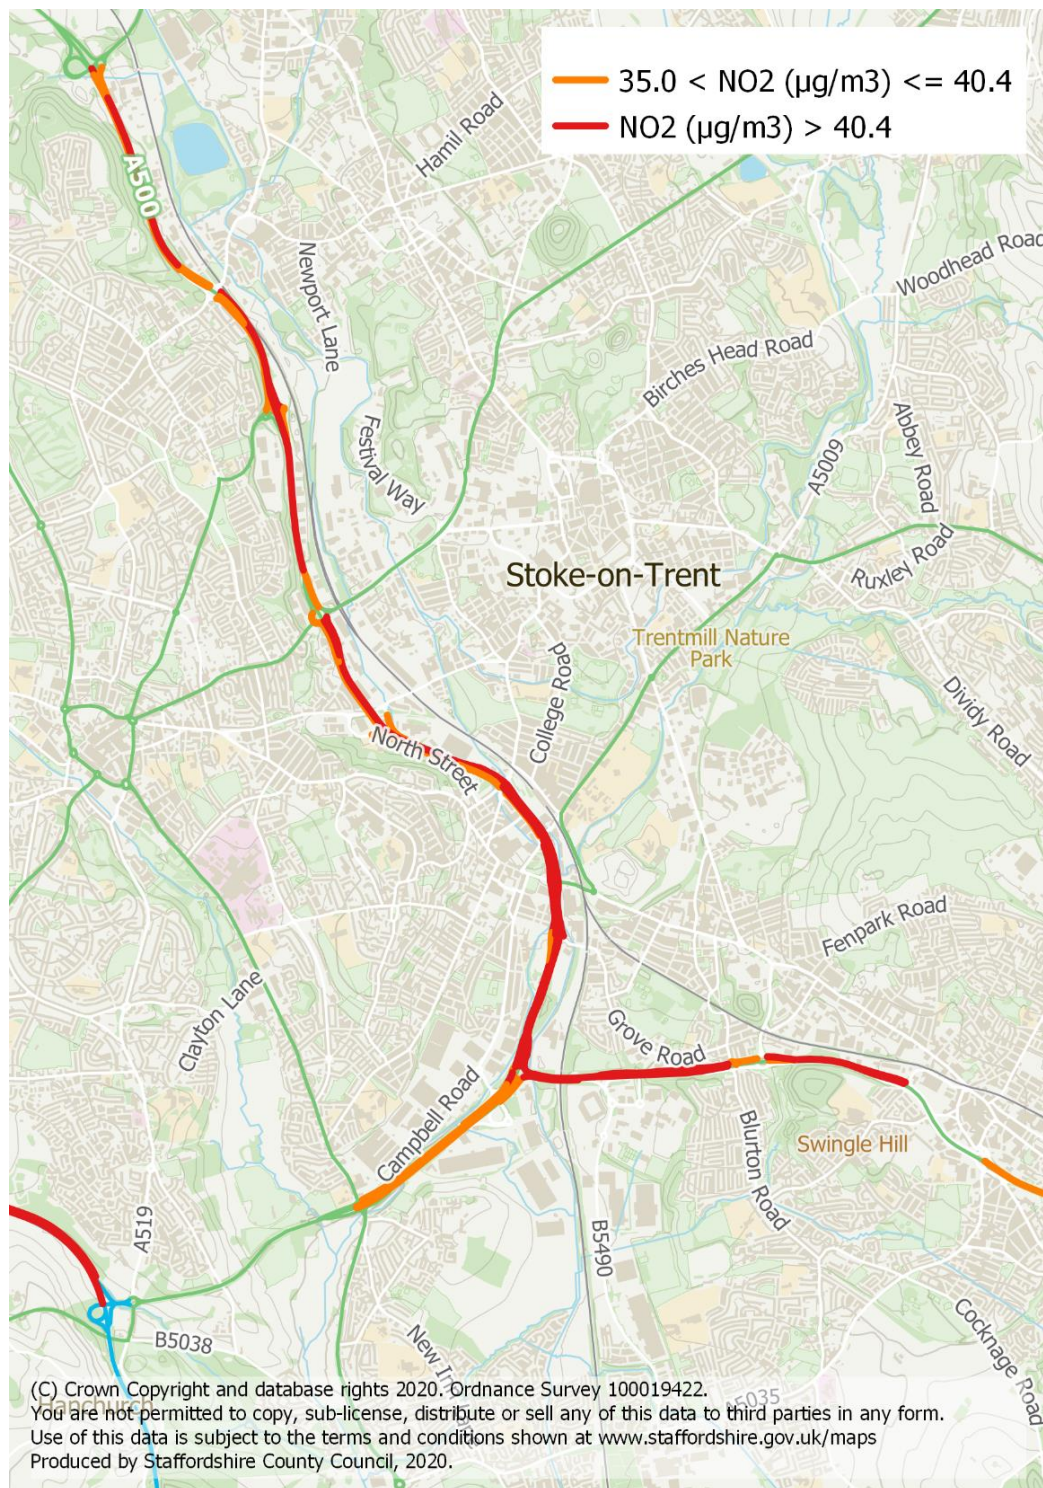 35.0 < NO2 (µg/m3) <= 40.4
NO2 (µg/m3) > 40.4
Hamil Road
A500
Newport Lane
Woodhead Road
Birches Head Road
Festival Way
Abbey Road
A5009
Ruxley Road
Stoke-on-Trent
Trentmill Nature
Park
College Road
Dividy Road
North Street
Fenpark Road
Clayton Lane
Grove Road
Campbell Road
Blurton Road
Swingle Hill
A519
B5490
B5038
Cocknage Road
A5035
Hanchurch
(C) Crown Copyright and database rights 2020. Ordnance Survey 100019422.
You are not permitted to copy, sub-license, distribute or sell any of this data to third parties in any form.
Use of this data is subject to the terms and conditions shown at www.staffordshire.gov.uk/maps
Produced by Staffordshire County Council, 2020.